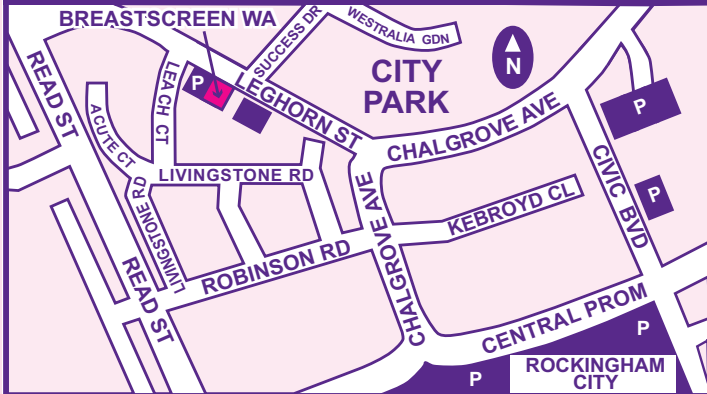 BREASTSCREEN WA
SUCCESS DR
WESTRALIA GDN
N
READ ST
LEACH CT
P
LEGHORN ST
CITY
PARK
ACUTE CT
CHALGROVE AVE
P
LIVINGSTONE RD
LIVINGSTONE RD
CIVIC BVD
P
KEBROYD CL
CHALGROVE AVE
ROBINSON RD
READ ST
CENTRAL PROM
P
P
ROCKINGHAM
CITY